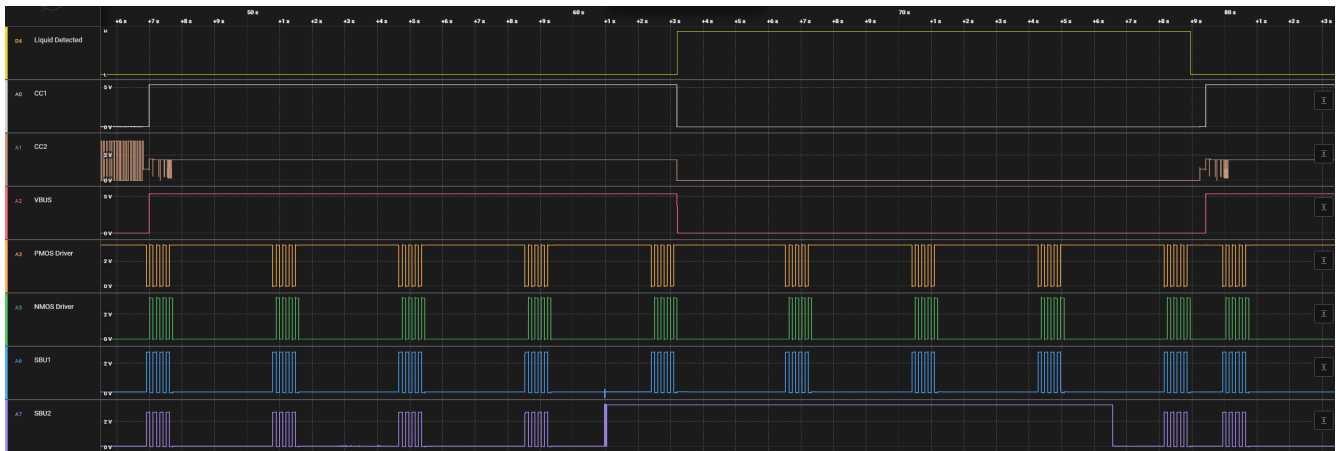 50 s 60 s 70 s 80 s
+6 s +7 s +8 s +9 s +1 s +2 s +3 s +4 s +5 s +6 s +7 s +8 s +9 s +1 s +2 s +3 s +4 s +5 s +6 s +7 s +8 s +9 s +1 s +2 s +3 s +4 s +5 s +6 s +7 s +8 s +9 s +1 s +2 s +3 s
H
D4 Liquid Detected
L
5 V
A0 CC1
0 V
A1 CC2
2 V
0 V
A2 VBUS
5 V
0 V
A3 PMOS Driver
2 V
0 V
A5 NMOS Driver
2 V
0 V
A6 SBU1
2 V
0 V
A7 SBU2
2 V
0 V